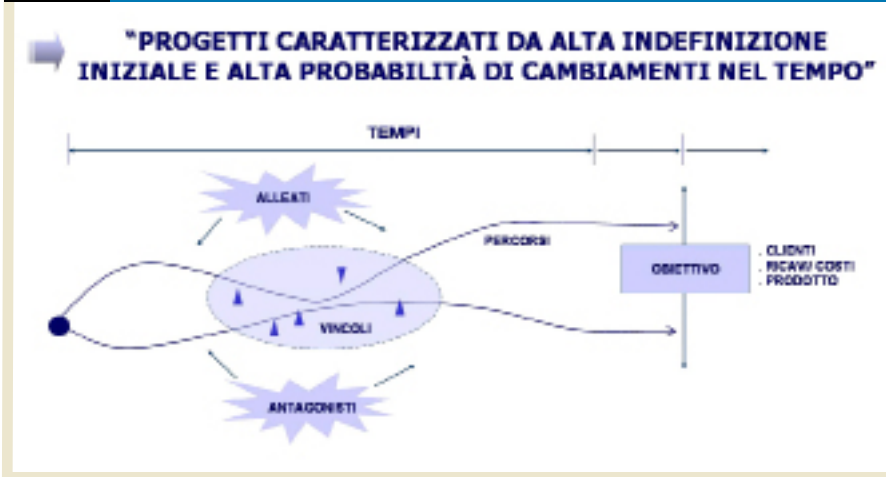 "PROGETTI CARATTERIZZATI DA ALTA INDEFINIZIONE
INIZIALE E ALTA PROBABILITÀ DI CAMBIAMENTI NEL TEMPO"
TEMPI
ALLEATI
PERCORSI
OBIETTIVO
. CLIENTI
. RICAVI/ COSTI
. PRODOTTO
VINCOLI
ANTAGONISTI